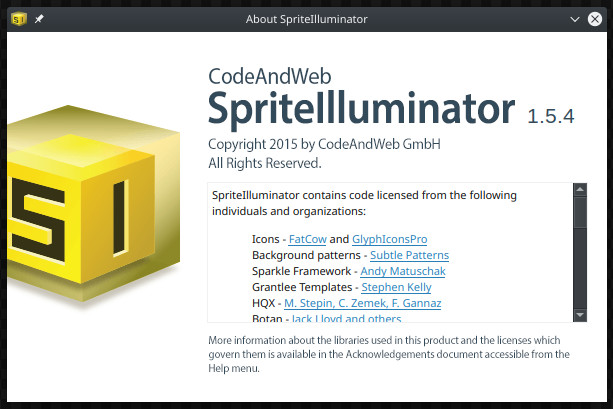 About SpriteIlluminator
CodeAndWeb
SpriteIlluminator 1.5.4
Copyright 2015 by CodeAndWeb GmbH
All Rights Reserved.
SpriteIlluminator contains code licensed from the following
individuals and organizations:
Icons - FatCow and GlyphIconsPro
Background patterns - Subtle Patterns
Sparkle Framework - Andy Matuschak
Grantlee Templates - Stephen Kelly
HQX - M. Stepin, C. Zemek, F. Gannaz
Botan - Jack Lloyd and others
More information about the libraries used in this product and the licenses which
govern them is available in the Acknowledgements document accessible from the
Help menu.
SI